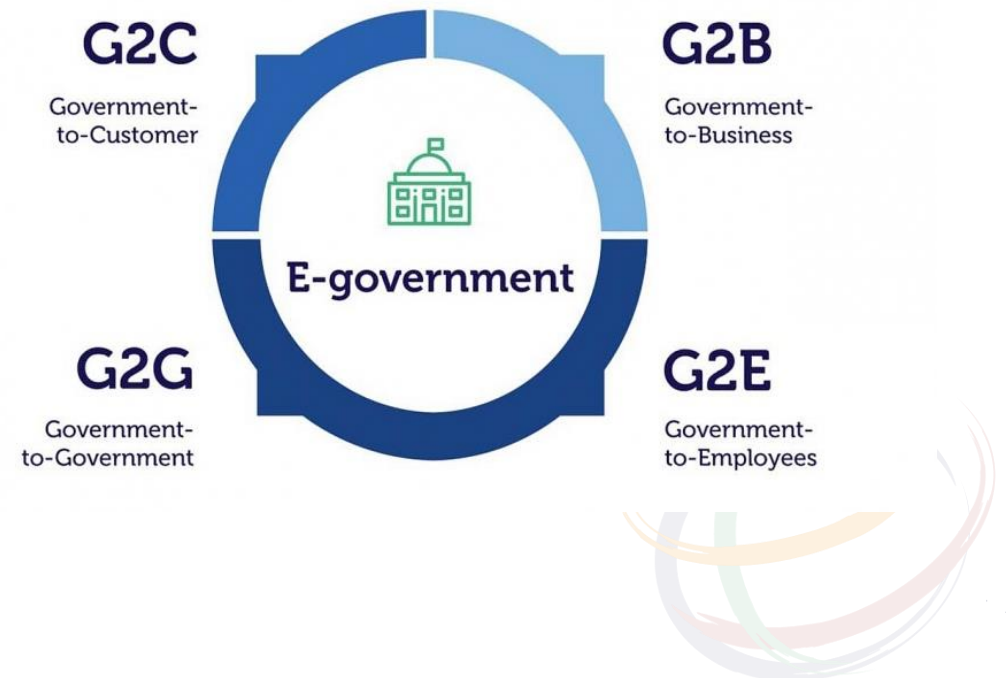 G2C
Government-
to-Customer
G2B
Government-
to-Business
E-government
G2G
Government-
to-Government
G2E
Government-
to-Employees